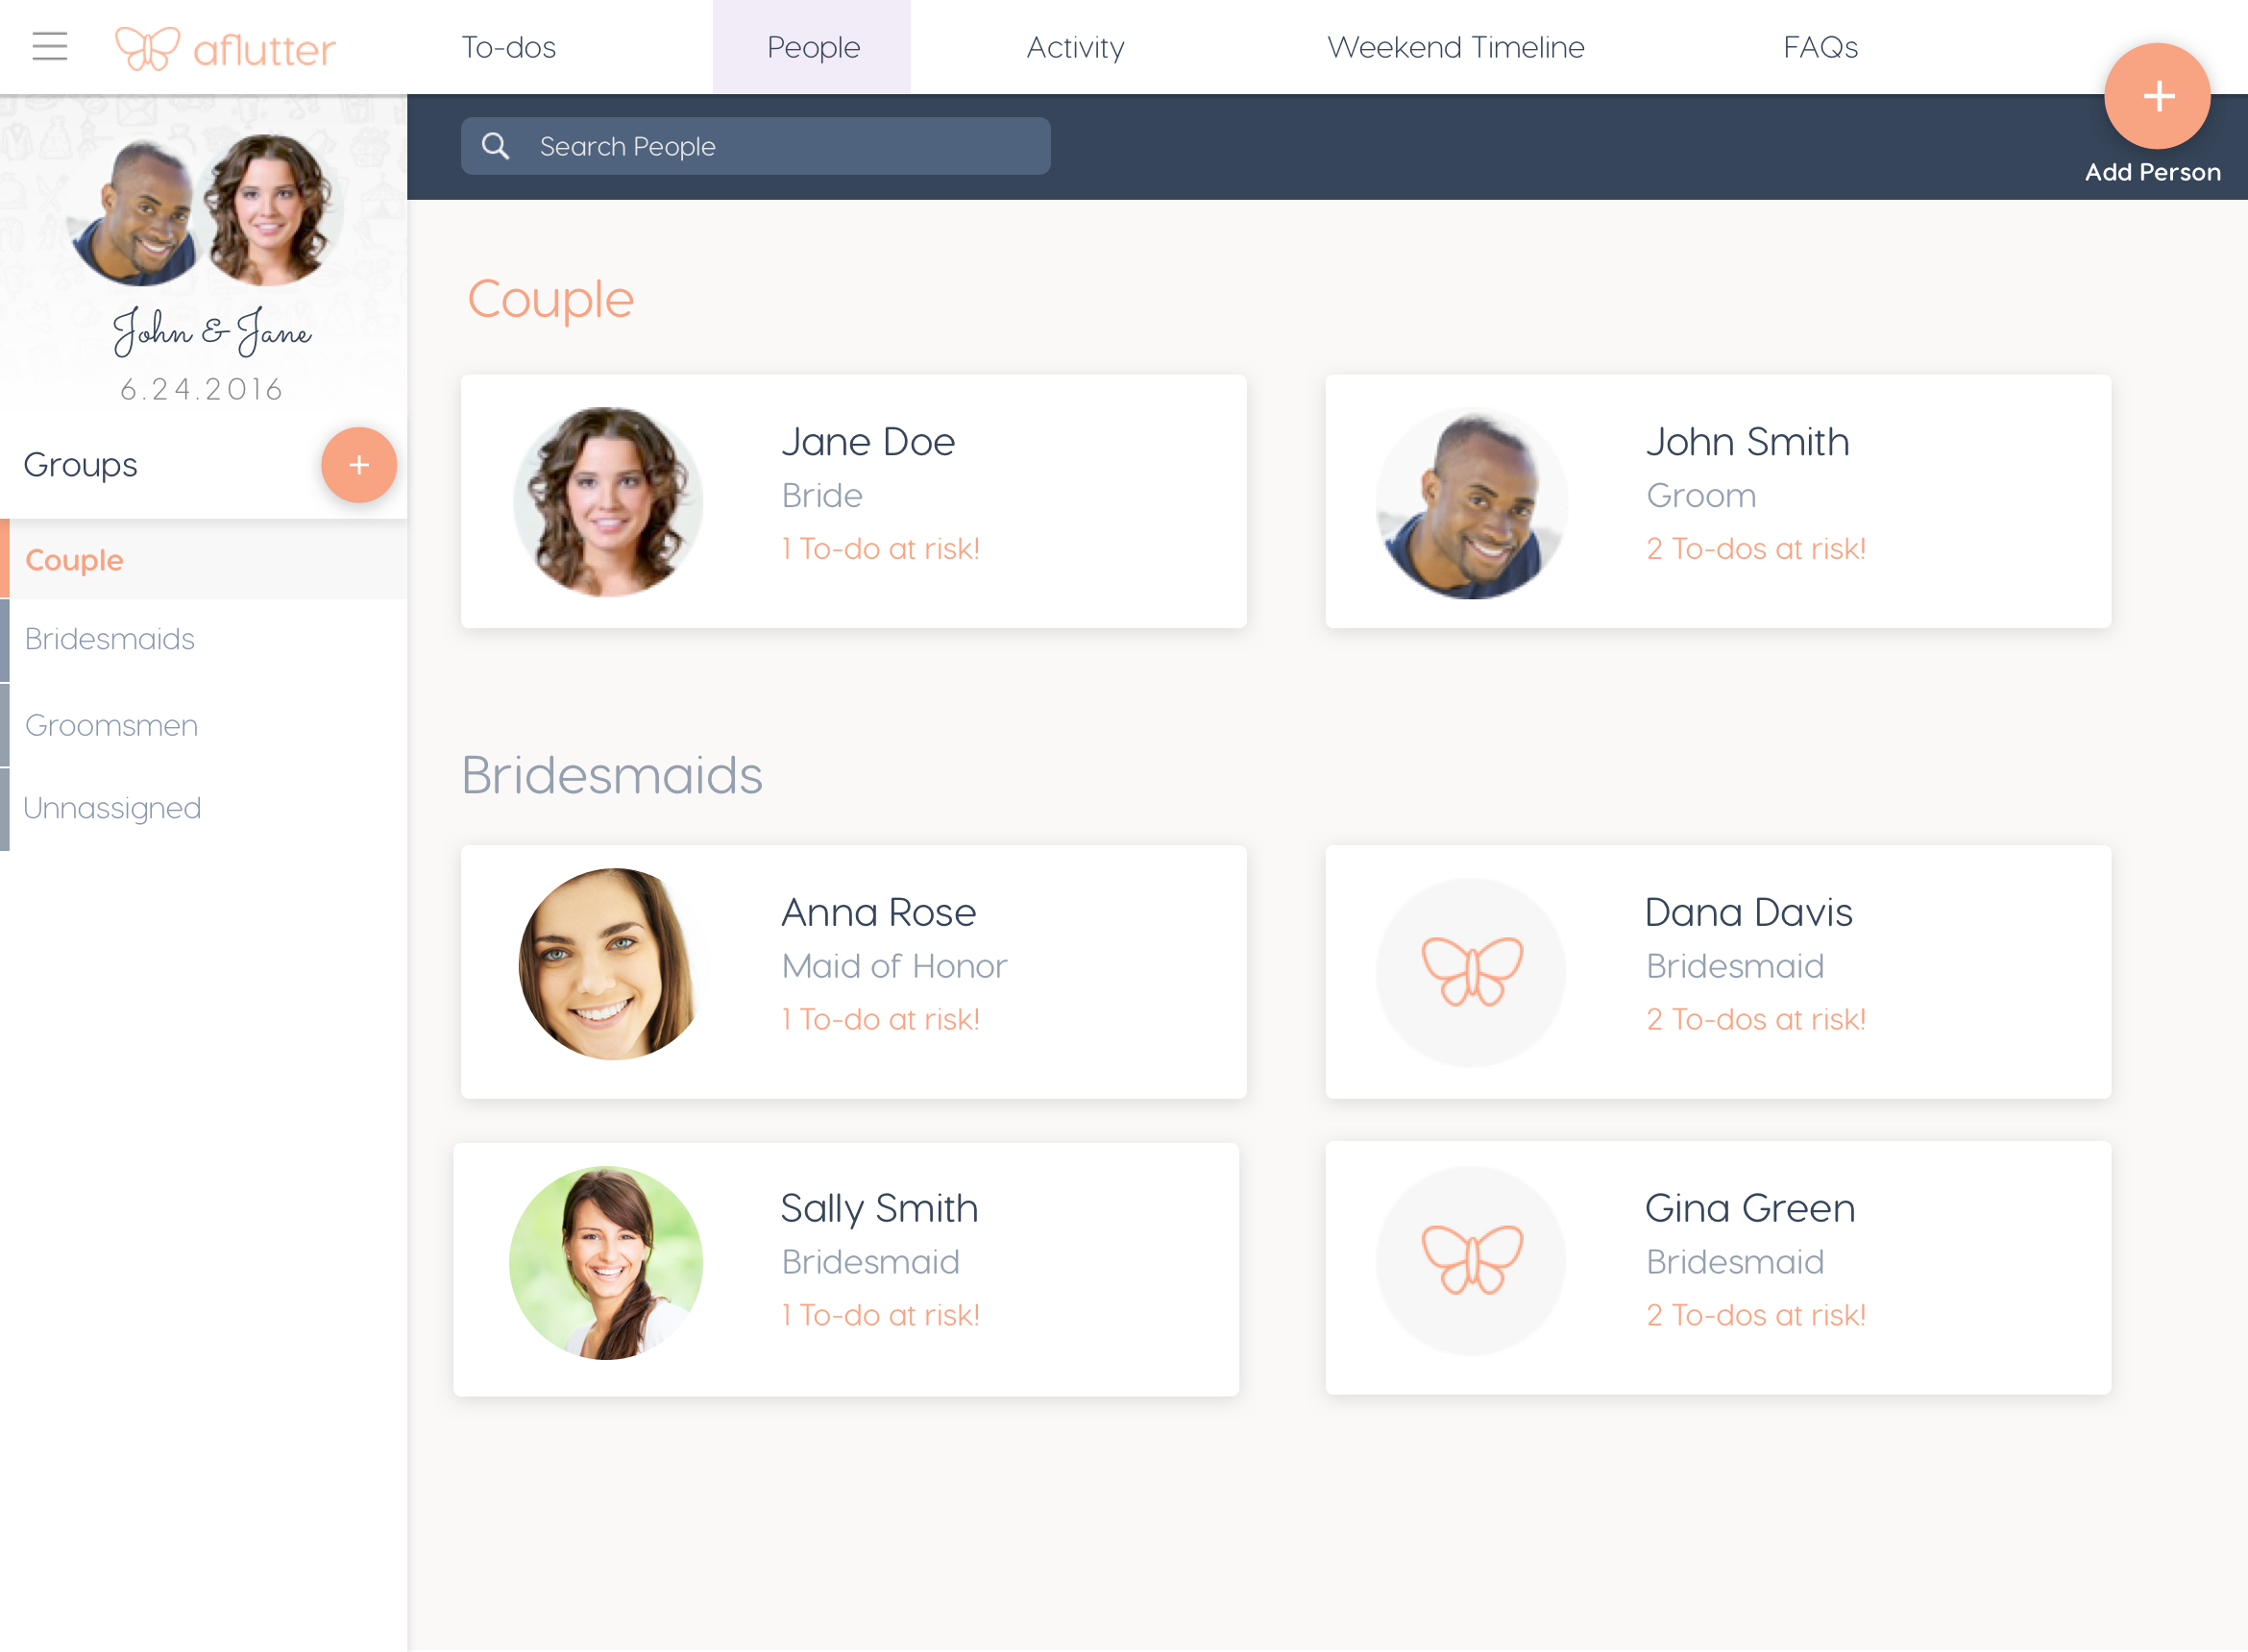 aflutter
To-dos
People
Activity
Weekend Timeline
FAQs
Search People
Add Person
John & Jane
6.24.2016
Groups
Couple
Bridesmaids
Groomsmen
Unnassigned
Couple
Jane Doe
Bride
1 To-do at risk!
John Smith
Groom
2 To-dos at risk!
Bridesmaids
Anna Rose
Maid of Honor
1 To-do at risk!
Dana Davis
Bridesmaid
2 To-dos at risk!
Sally Smith
Bridesmaid
1 To-do at risk!
Gina Green
Bridesmaid
2 To-dos at risk!